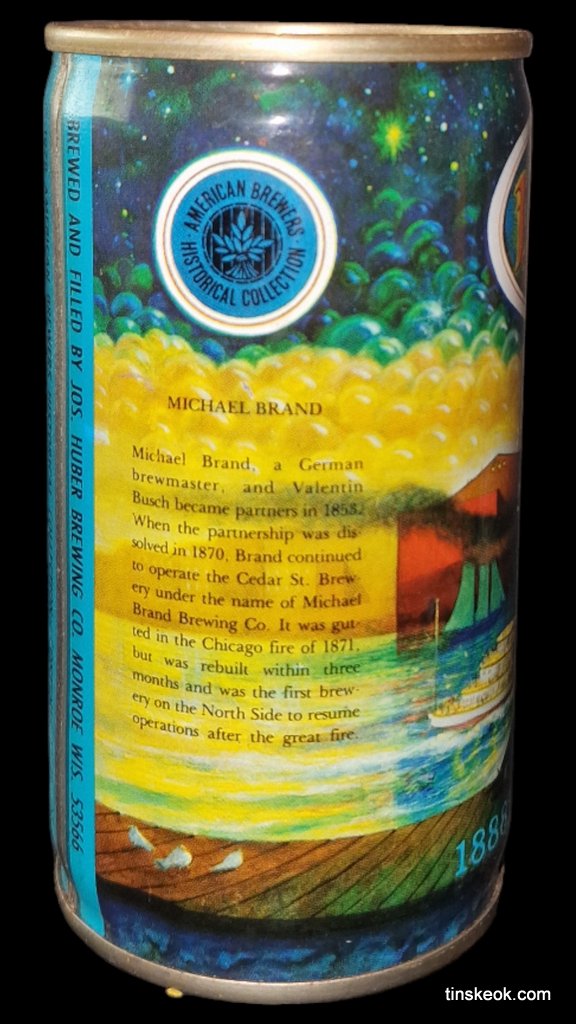 AMERICAN BREWERS
HISTORICAL COLLECTION
MICHAEL BRAND
Michael Brand, a German
brewmaster, and Valentin
Busch became partners in 1858.
When the partnership was dis-
solved in 1870, Brand continued
to operate the Cedar St. Brew-
ery under the name of Michael
Brand Brewing Co. It was gut-
ted in the Chicago fire of 1871,
but was rebuilt within three
months and was the first brew-
ery on the North Side to resume
operations after the great fire.
BREWED AND FILLED BY JOS. HUBER BREWING CO. MONROE WIS. 53566
188
tinskeok.com